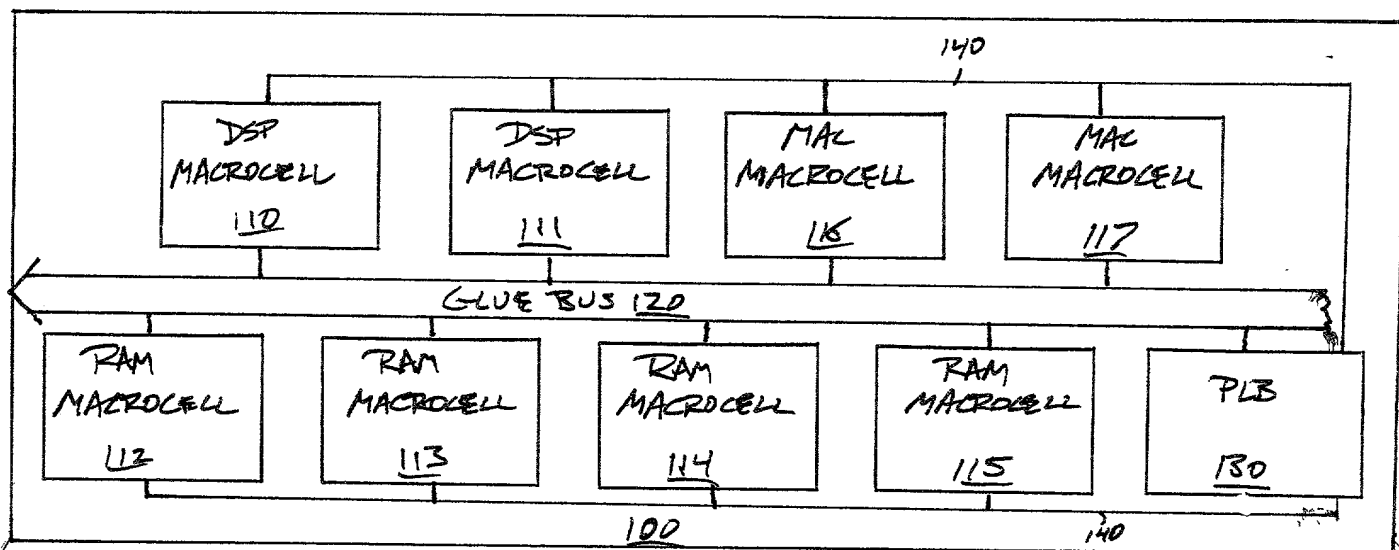 140
DSP
MACROCELL
110
DSP
MACROCELL
111
MAC
MACROCELL
116
MAC
MACROCELL
117
GLUE BUS 120
RAM
MACROCELL
112
RAM
MACROCELL
113
RAM
MACROCELL
114
RAM
MACROCELL
115
PLB
130
100
140